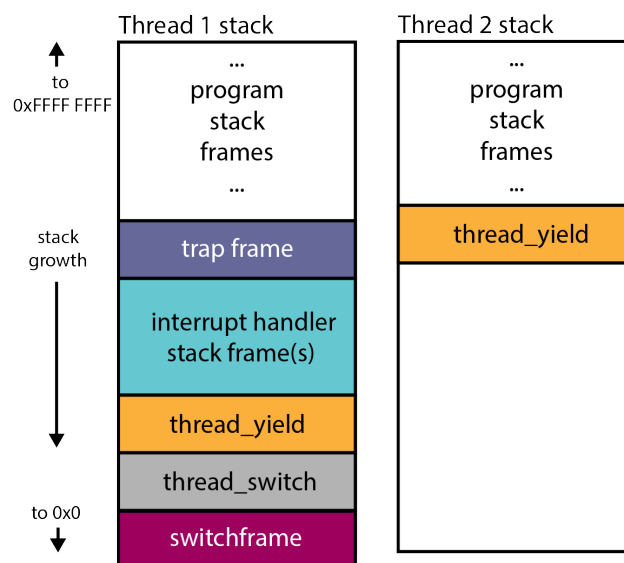 Thread 1 stack
Thread 2 stack
to
0xFFFF FFFF
...
program
stack
frames
...
...
program
stack
frames
...
stack
growth
trap frame
thread_yield
interrupt handler
stack frame(s)
thread_yield
thread_switch
to 0x0
switchframe